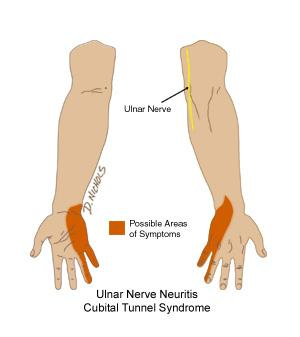 Ulnar Nerve
D. NICHOLS
Possible Areas
of Symptoms
Ulnar Nerve Neuritis
Cubital Tunnel Syndrome